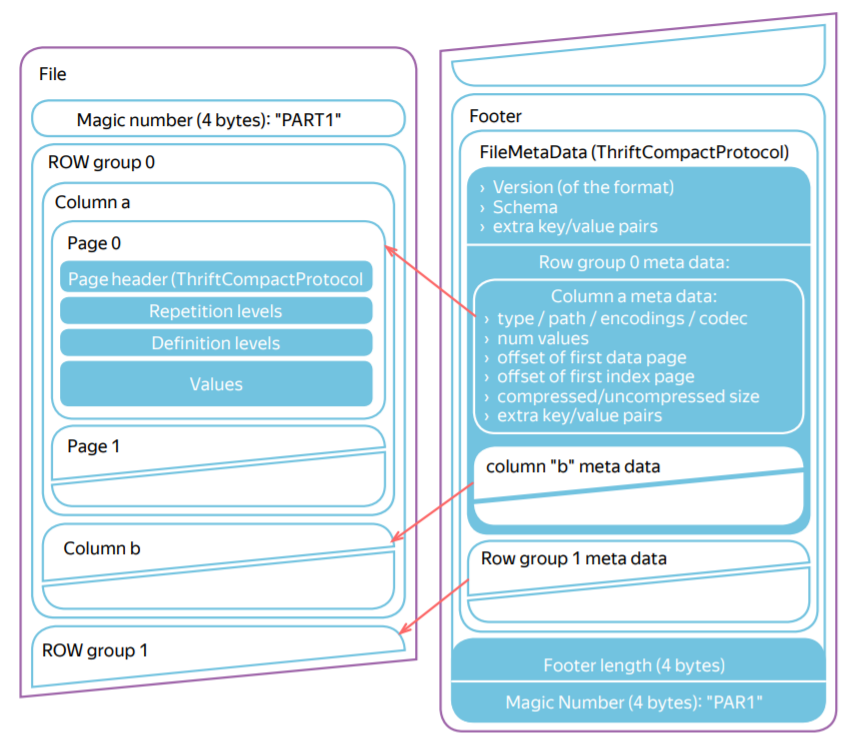 File
Magic number (4 bytes): "PART1"
ROW group 0
Column a
Page 0
Page header (ThriftCompactProtocol
Repetition levels
Definition levels
Values
Page 1
Column b
ROW group 1
Footer
FileMetaData (ThriftCompactProtocol)
› Version (of the format)
› Schema
› extra key/value pairs
Row group 0 meta data:
Column a meta data:
› type / path / encodings / codec
› num values
› offset of first data page
› offset of first index page
› compressed/uncompressed size
› extra key/value pairs
column "b" meta data
Row group 1 meta data
Footer length (4 bytes)
Magic Number (4 bytes): "PAR1"